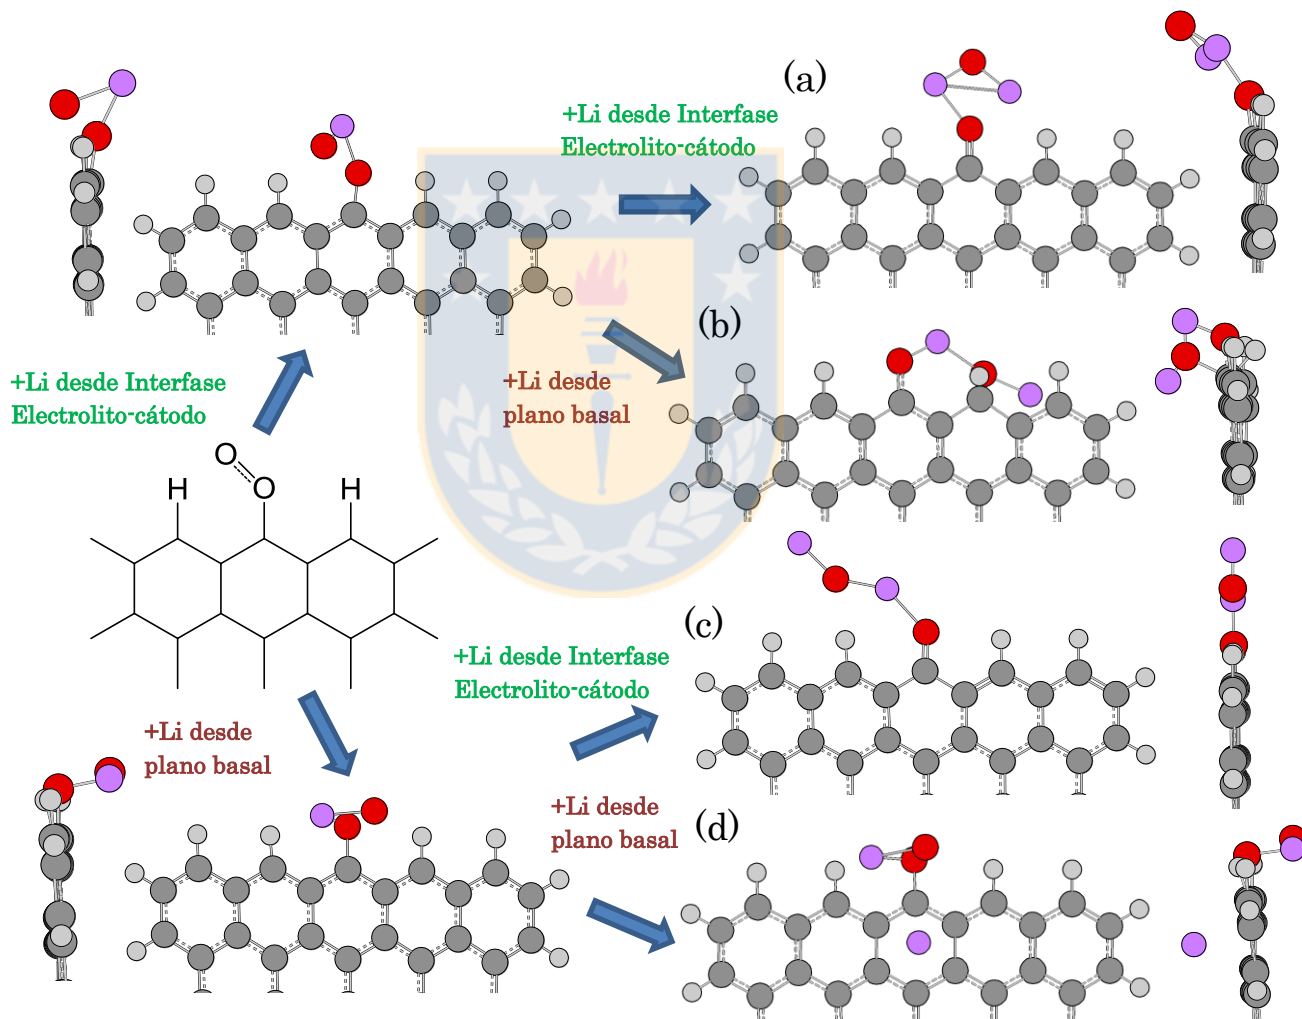 (a)
+Li desde Interfase
Electrolito-cátodo
(b)
+Li desde
plano basal
+Li desde Interfase
Electrolito-cátodo
O
H
O
H
(c)
+Li desde Interfase
Electrolito-cátodo
+Li desde
plano basal
(d)
+Li desde
plano basal